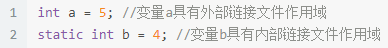 1 int a = 5; //变量a具有外部链接文件作用域
2 static int b = 4; //变量b具有内部链接文件作用域